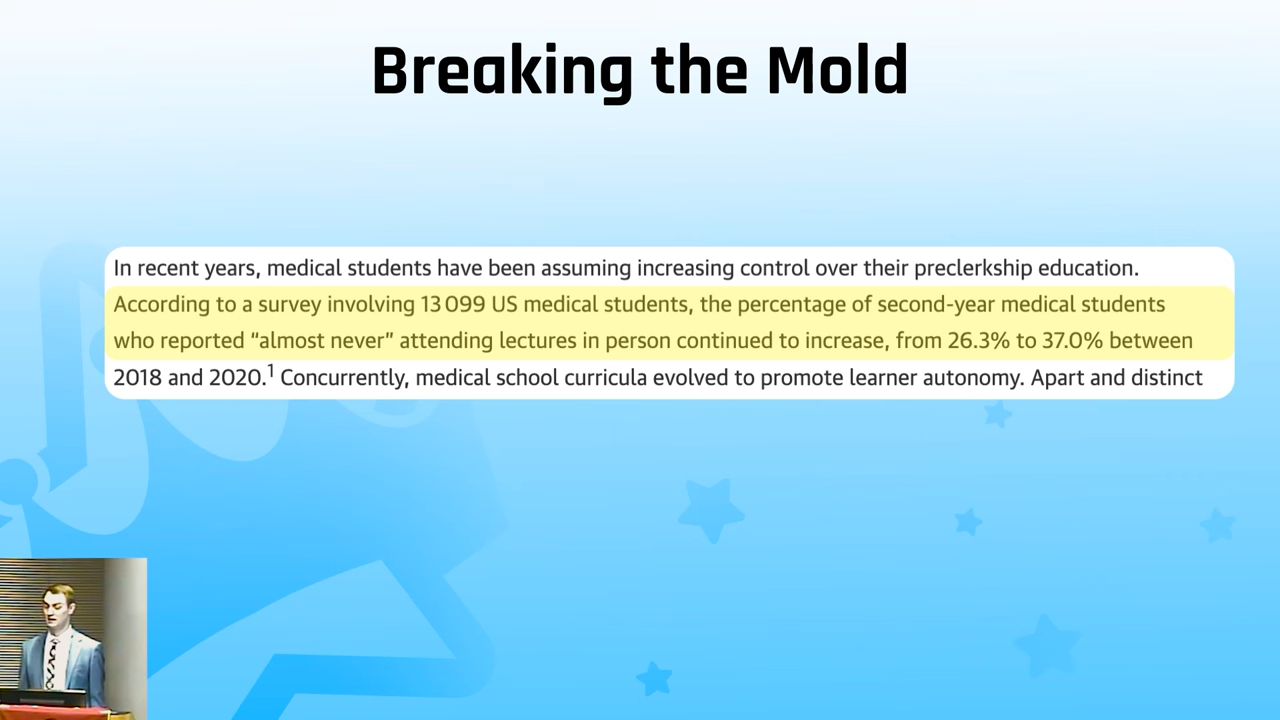 Breaking the Mold
In recent years, medical students have been assuming increasing control over their preclerkship education.
According to a survey involving 13 099 US medical students, the percentage of second-year medical students
who reported “almost never” attending lectures in person continued to increase, from 26.3% to 37.0% between
2018 and 2020.¹ Concurrently, medical school curricula evolved to promote learner autonomy. Apart and distinct